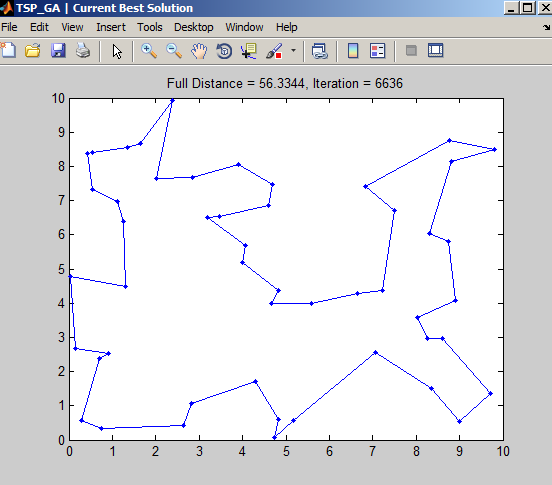 TSP_GA | Current Best Solution
File Edit View Insert Tools Desktop Window Help
Full Distance = 56.3344, Iteration = 6636
10
9
8
7
6
5
4
3
2
1
0
0 1 2 3 4 5 6 7 8 9 10